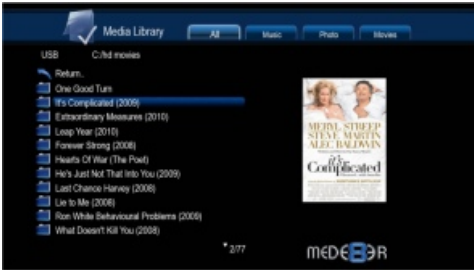 Media Library
All
Music
Photo
Movies
USB
C:/hd movies
Return..
One Good Turn
It's Complicated (2009)
Extraordinary Measures (2010)
Leap Year (2010)
Forever Strong (2008)
Hearts Of War (The Poet)
He's Just Not That Into You (2009)
Last Chance Harvey (2008)
Lie to Me (2008)
Ron White Behavioural Problems (2009)
What Doesn't Kill You (2008)
2/77
MERYL STREEP
STEVE MARTIN
ALEC BALDWIN
it's
Complicated
MEDE8ER